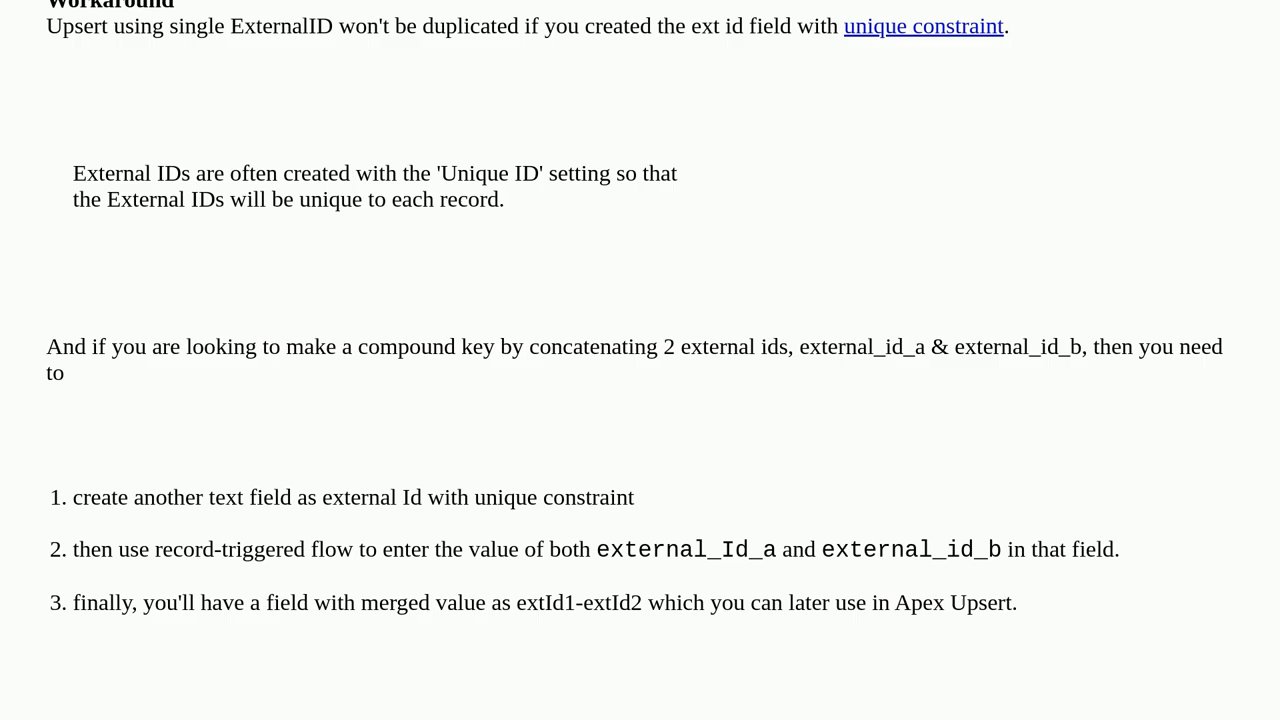 Workaround
Upsert using single ExternalID won't be duplicated if you created the ext id field with unique constraint.
External IDs are often created with the 'Unique ID' setting so that
the External IDs will be unique to each record.
And if you are looking to make a compound key by concatenating 2 external ids, external_id_a & external_id_b, then you need
to
1. create another text field as external Id with unique constraint
2. then use record-triggered flow to enter the value of both external_Id_a and external_id_b in that field.
3. finally, you'll have a field with merged value as extId1-extId2 which you can later use in Apex Upsert.